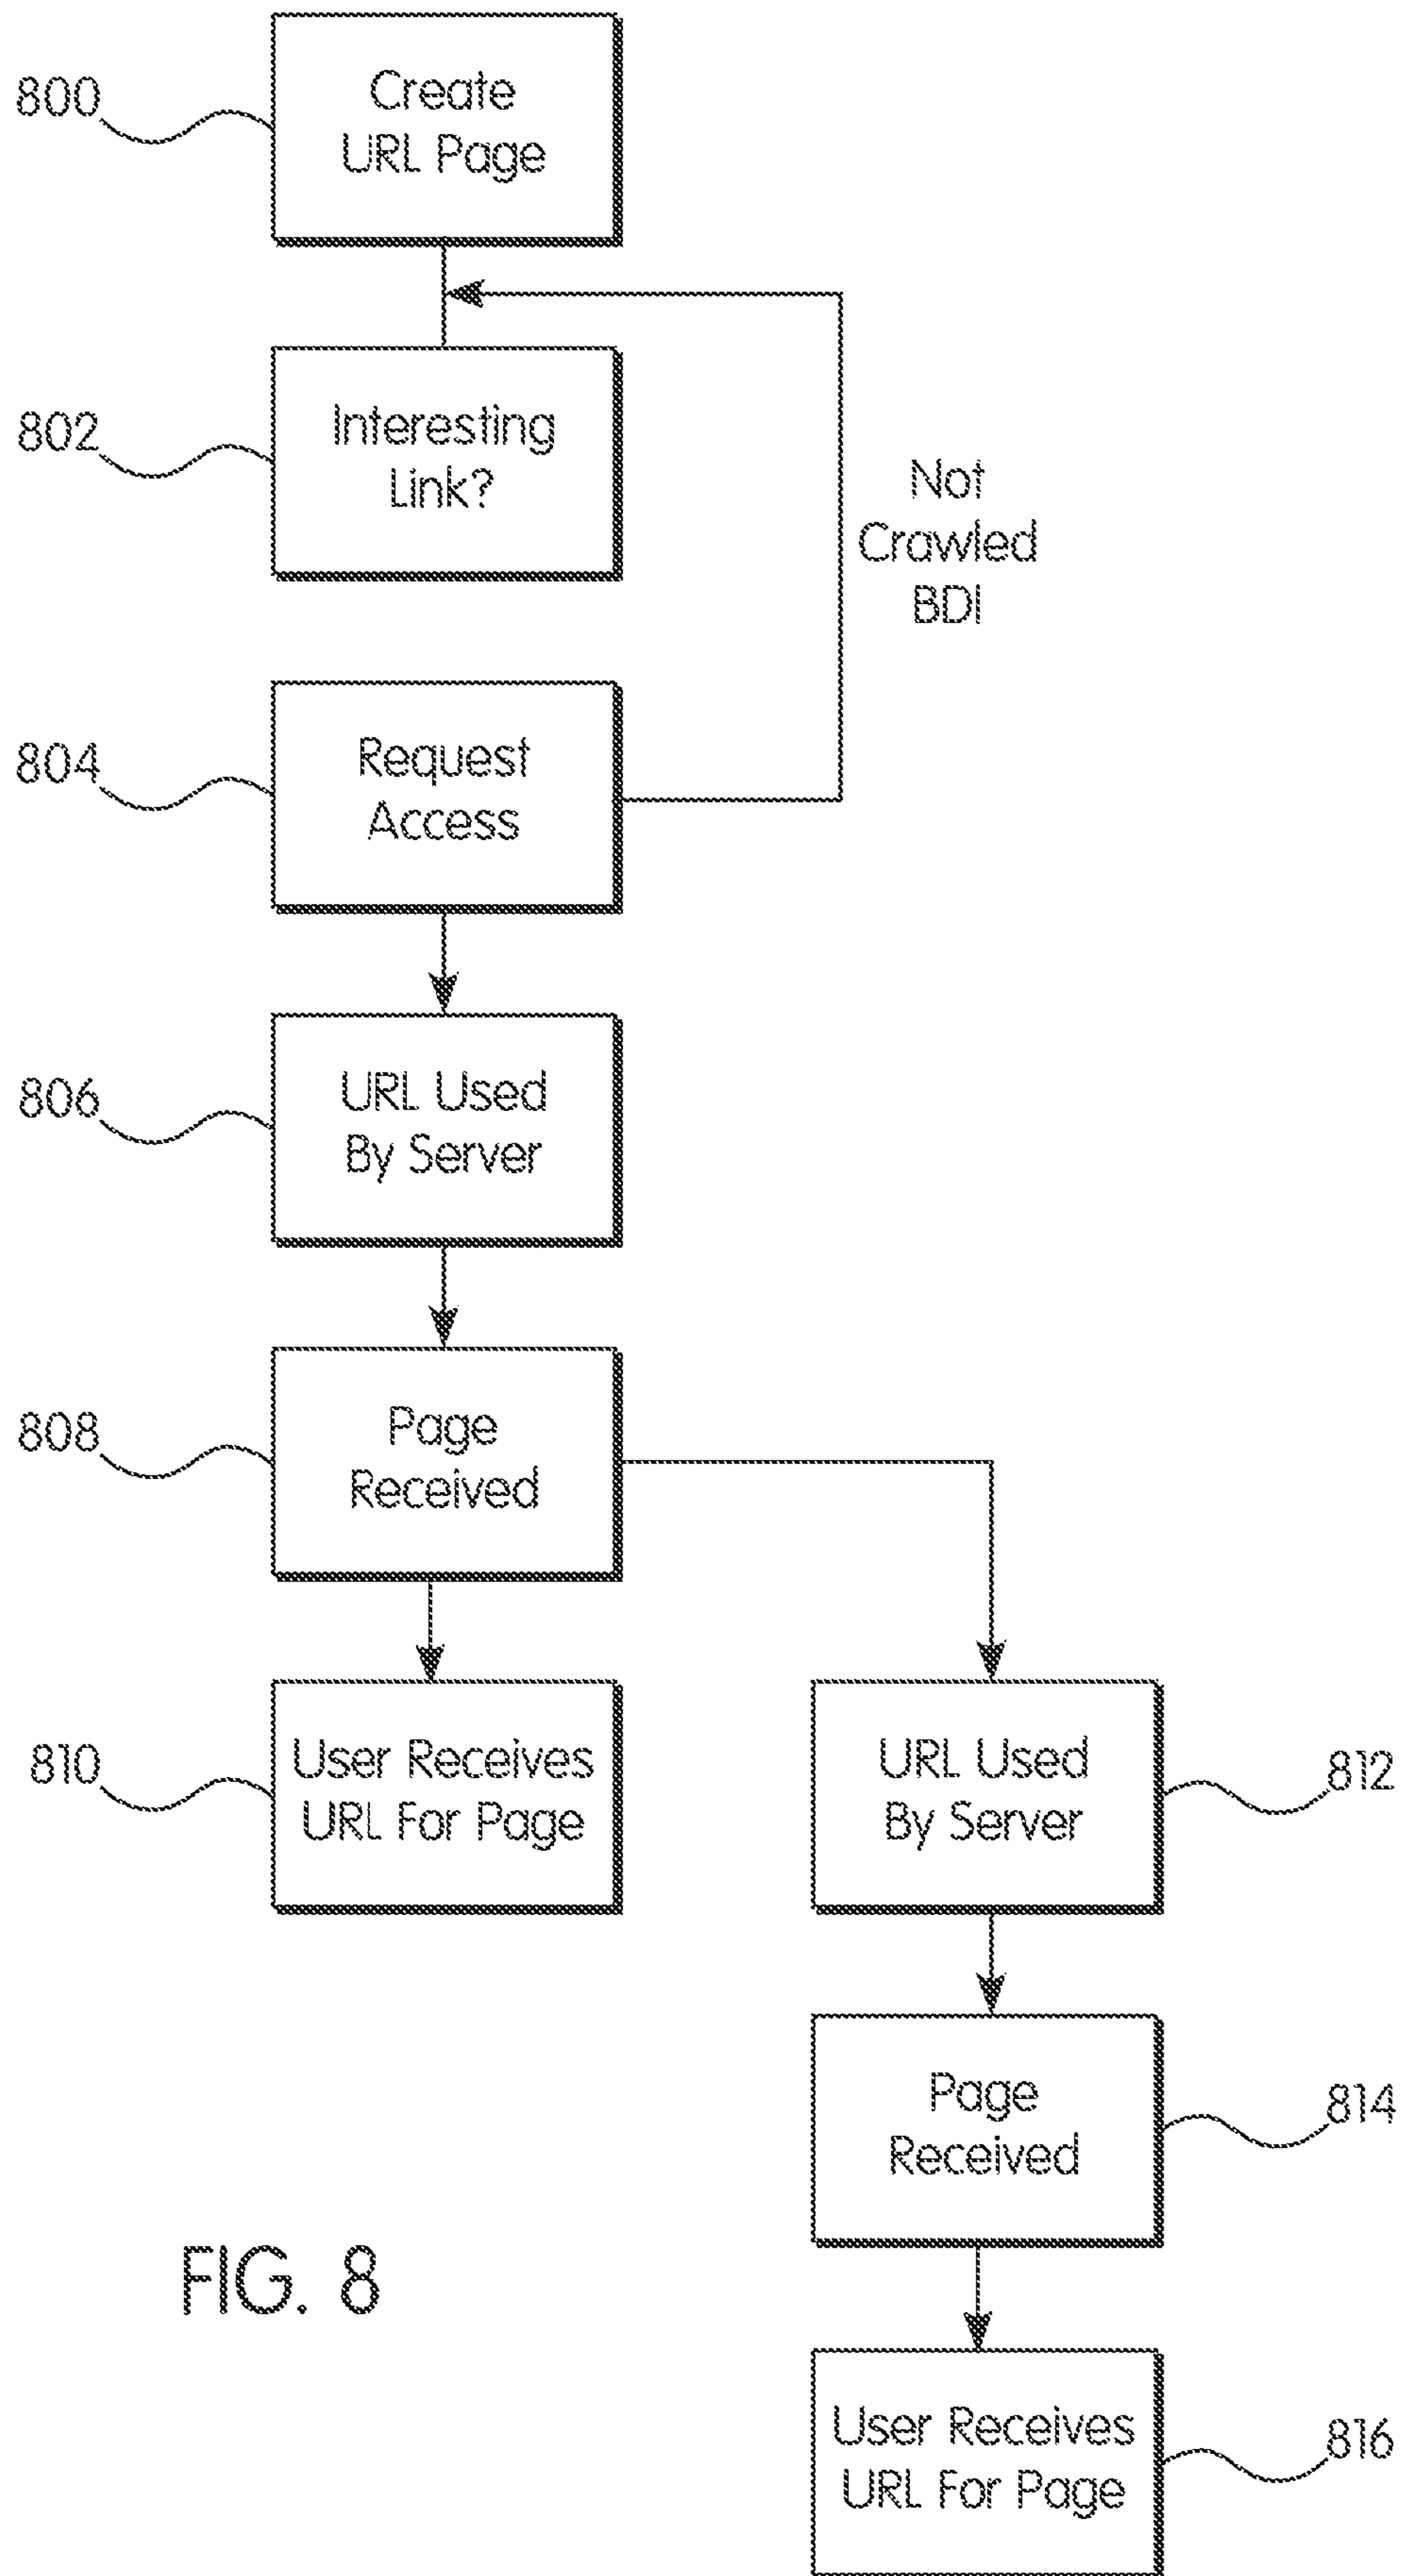 800
Create
URL Page
802
Interesting
Link?
Not
Crawled
BDI
804
Request
Access
806
URL Used
By Server
808
Page
Received
810
User Receives
URL For Page
URL Used
By Server
812
Page
Received
814
FIG. 8
User Receives
URL For Page
816